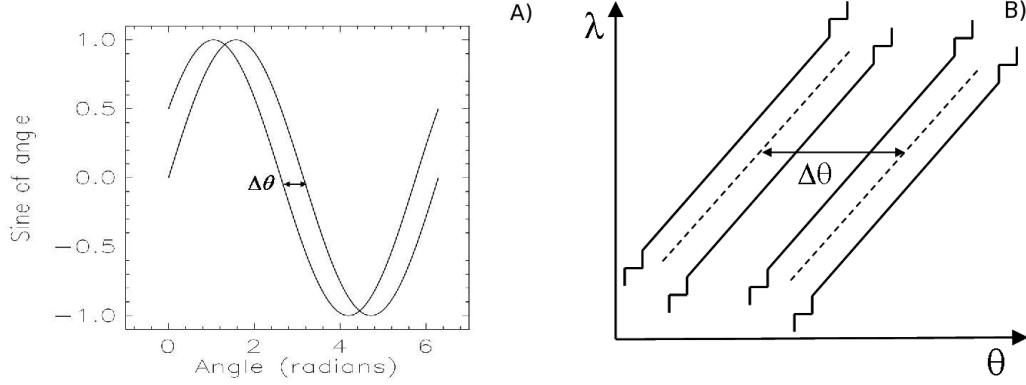 A)
1.0
0.5
0.0
−0.5
−1.0
Sine of angle
Δθ
0 2 4 6
Angle (radians)
B)
λ
Δθ
θ